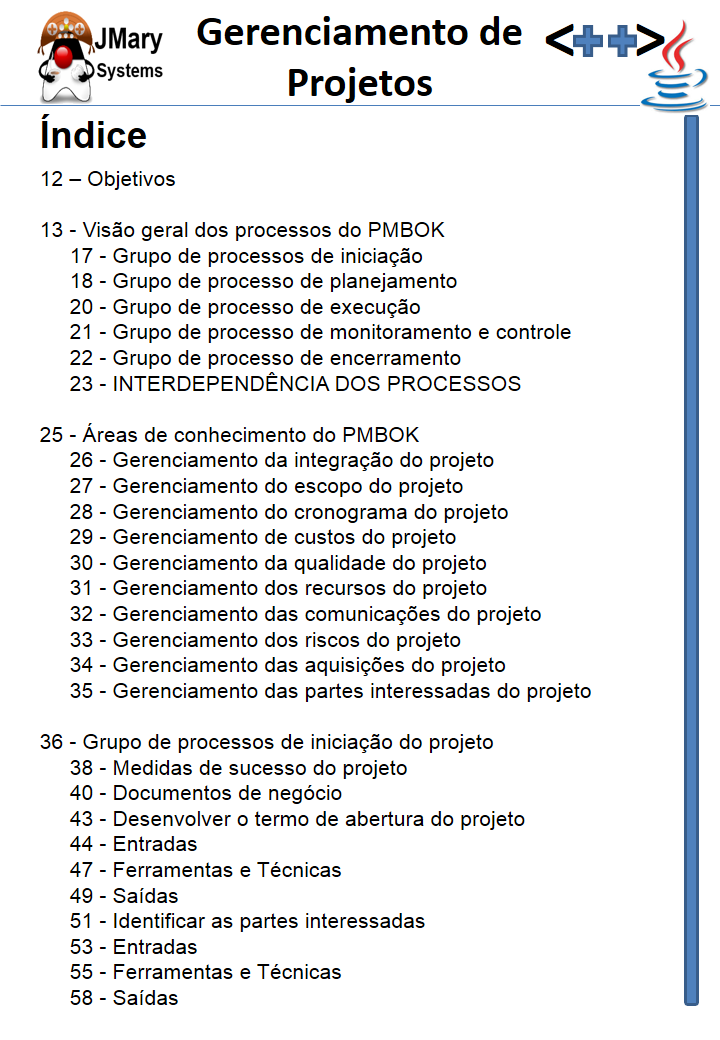 JMary
Systems
Gerenciamento de
Projetos
<++>
Índice
12 – Objetivos
13 - Visão geral dos processos do PMBOK
17 - Grupo de processos de iniciação
18 - Grupo de processo de planejamento
20 - Grupo de processo de execução
21 - Grupo de processo de monitoramento e controle
22 - Grupo de processo de encerramento
23 - INTERDEPENDÊNCIA DOS PROCESSOS
25 - Áreas de conhecimento do PMBOK
26 - Gerenciamento da integração do projeto
27 - Gerenciamento do escopo do projeto
28 - Gerenciamento do cronograma do projeto
29 - Gerenciamento de custos do projeto
30 - Gerenciamento da qualidade do projeto
31 - Gerenciamento dos recursos do projeto
32 - Gerenciamento das comunicações do projeto
33 - Gerenciamento dos riscos do projeto
34 - Gerenciamento das aquisições do projeto
35 - Gerenciamento das partes interessadas do projeto
36 - Grupo de processos de iniciação do projeto
38 - Medidas de sucesso do projeto
40 - Documentos de negócio
43 - Desenvolver o termo de abertura do projeto
44 - Entradas
47 - Ferramentas e Técnicas
49 - Saídas
51 - Identificar as partes interessadas
53 - Entradas
55 - Ferramentas e Técnicas
58 - Saídas